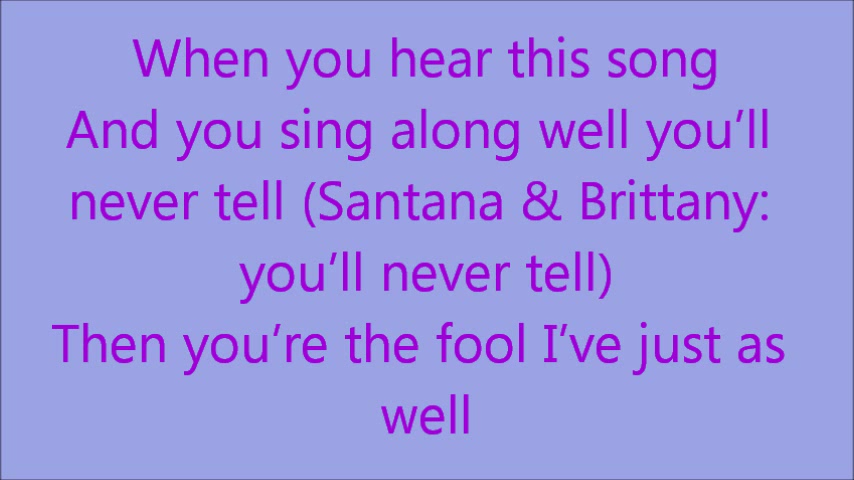 When you hear this song
And you sing along well you’ll
never tell (Santana & Brittany:
you’ll never tell)
Then you’re the fool I’ve just as
well